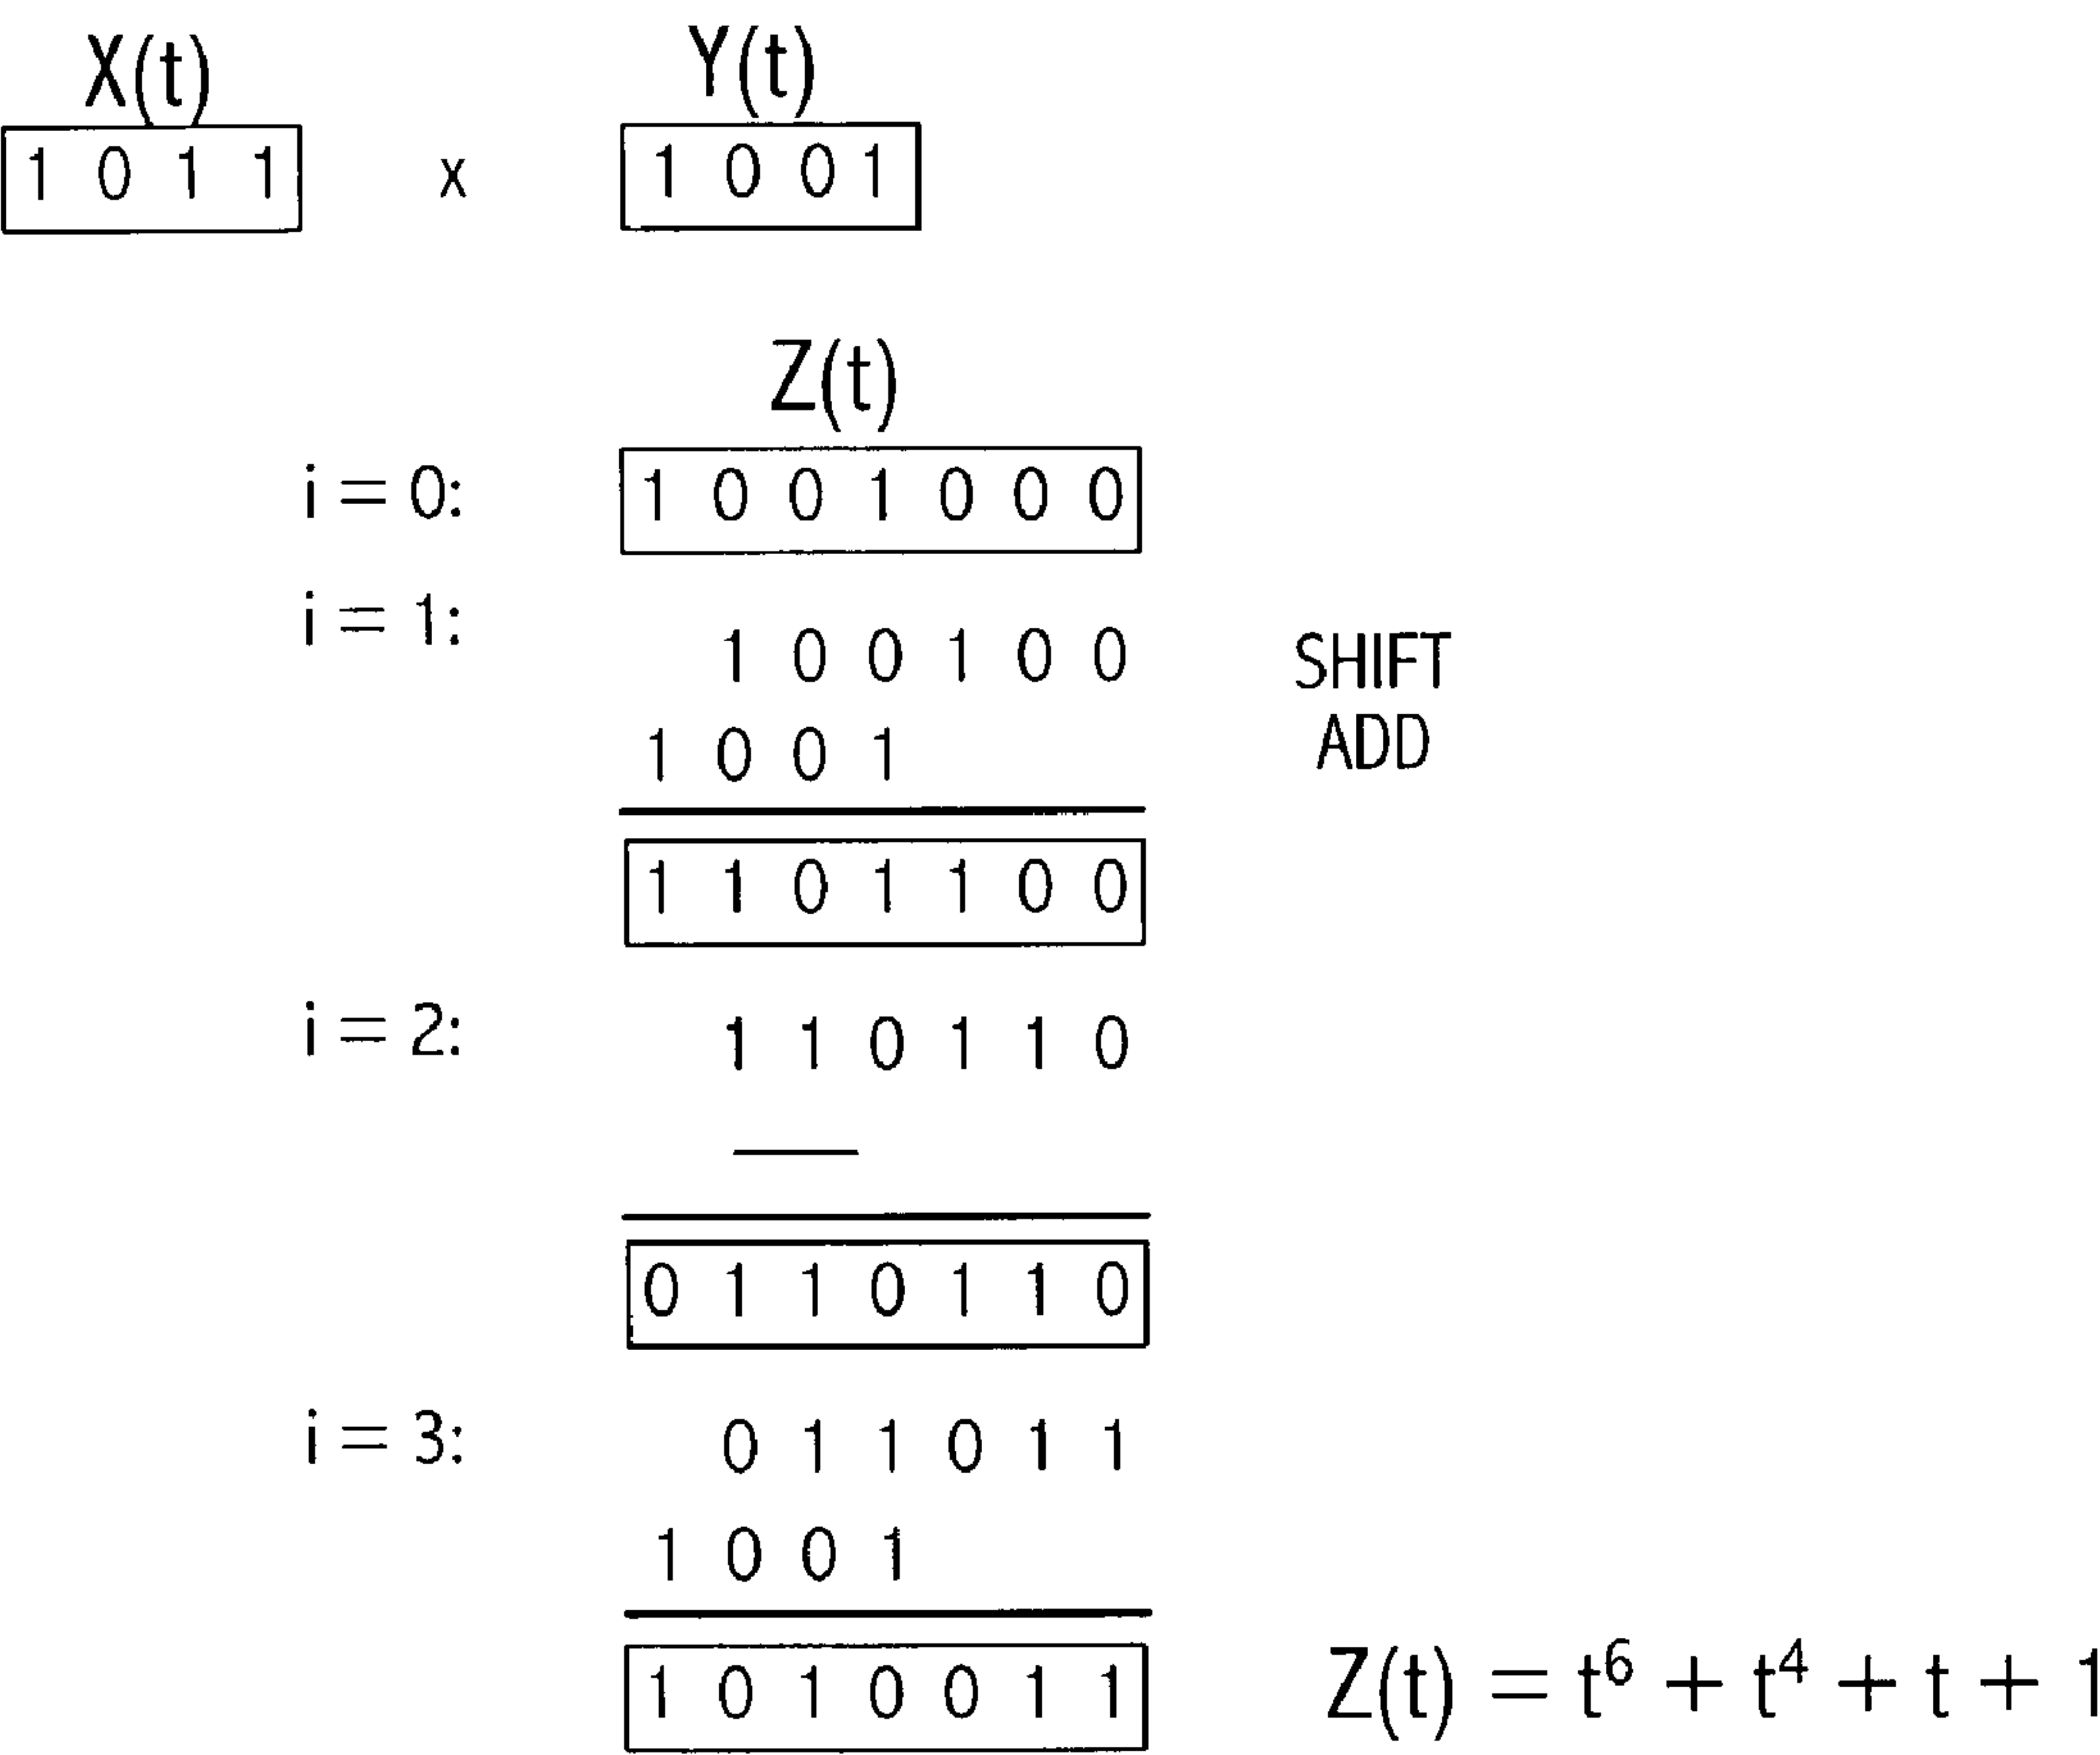 X(t) Y(t)
1 0 1 1 x 1 0 0 1
Z(t)
i = 0: 1 0 0 1 0 0 0
i = 1: 1 0 0 1 0 0 SHIFT
1 0 0 1 ADD
1 1 0 1 1 0 0
i = 2: 1 1 0 1 1 0
0 1 1 0 1 1 0
i = 3: 0 1 1 0 1 1
1 0 0 1
1 0 1 0 0 1 1 Z(t) = t⁶ + t⁴ + t + 1